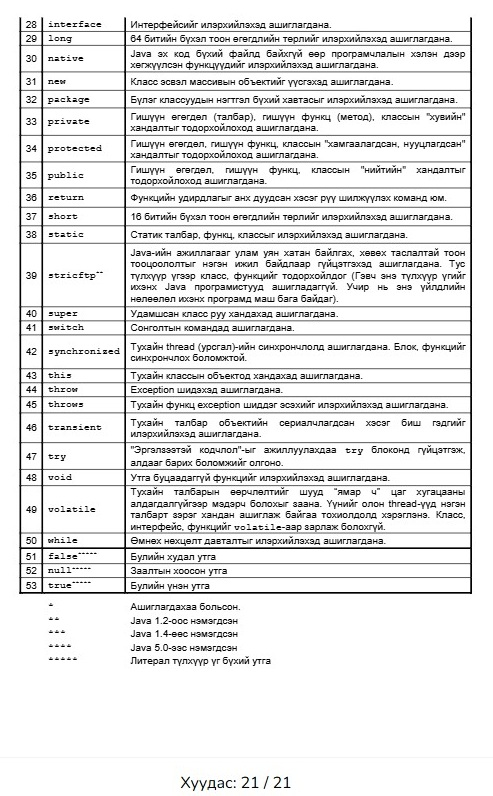 28 interface Интерфейсийг илэрхийлэхэд ашиглагдана.
29 long 64 битийн бүхэл тоон өгөгдлийн төрлийг илэрхийлэхэд ашиглагдана.
30 native Java эх код бүхий файлд байхгүй өөр програмчлалын хэлэн дээр
хөгжүүлсэн функцүүдийг илэрхийлэхэд ашиглагдана.
31 new Класс эсвэл массивын объектийг үүсгэхэд ашиглагдана.
32 package Бүлэг классуудын нэгтгэл бүхий хавтасыг илэрхийлэхэд ашиглагдана.
33 private Гишүүн өгөгдөл (талбар), гишүүн функц (метод), классын "хувийн"
хандалтыг тодорхойлоход ашиглагдана.
34 protected Гишүүн өгөгдөл, гишүүн функц, классын "хамгаалагдсан, нууцлагдсан"
хандалтыг тодорхойлоход ашиглагдана.
35 public Гишүүн өгөгдөл, гишүүн функц, классын "нийтийн" хандалтыг
тодорхойлоход ашиглагдана.
36 return Функцийн удирдлагыг анх дуудсан хэсэг рүү шилжүүлэх команд юм.
37 short 16 битийн бүхэл тоон өгөгдлийн төрлийг илэрхийлэхэд ашиглагдана.
38 static Статик талбар, функц, классыг илэрхийлэхэд ашиглагдана.
39 stricftp** Java-ийн ажиллагааг улам уян хатан байлгах, хөвөх таслалтай тоон
тооцоололтыг нэгэн ижил байдлаар гүйцэтгэхэд ашиглагдана. Тус
түлхүүр үгээр класс, функцийг тодорхойлдог (Гэвч энэ түлхүүр үгийг
ихэнх Java програмистууд ашигладаггүй. Учир нь энэ үйлдлийн
нөлөөлөл ихэнх програмд маш бага байдаг).
40 super Удамшсан класс руу хандахад ашиглагдана.
41 switch Сонголтын командад ашиглагдана.
42 synchronized Тухайн thread (урсгал)-ийн синхрончлолд ашиглагдана. Блок, функцийг
синхрончлох боломжтой.
43 this Тухайн классын объектод хандахад ашиглагдана.
44 throw Exception шидэхэд ашиглагдана.
45 throws Тухайн функц exception шиддэг эсэхийг илэрхийлэхэд ашиглагдана.
46 transient Тухайн талбар объектийн сериалчлагдсан хэсэг биш гэдгийг
илэрхийлэхэд ашиглагдана.
47 try "Эргэлзээтэй кодчлол"-ыг ажиллуулахдаа try блоконд гүйцэтгэж,
алдааг барих боломжийг олгоно.
48 void Утга буцаадаггүй функцийг илэрхийлэхэд ашиглагдана.
49 volatile Тухайн талбарын өөрчлөлтийг шууд "ямар ч" цаг хугацааны
алдагдалгүйгээр мэдэрч болохыг заана. Үүнийг олон thread-ууд нэгэн
талбарт зэрэг хандан ашиглаж байгаа тохиолдолд хэрэглэнэ. Класс,
интерфейс, функцийг volatile-аар зарлаж болохгүй.
50 while Өмнөх нөхцөлт давталтыг илэрхийлэхэд ашиглагдана.
51 false***** Булийн худал утга
52 null***** Заалтын хоосон утга
53 true***** Булийн үнэн утга
* Ашиглагдахаа больсон.
** Java 1.2-оос нэмэгдсэн
*** Java 1.4-өөс нэмэгдсэн
**** Java 5.0-ээс нэмэгдсэн
***** Литерал түлхүүр үг бүхий утга
Хуудас: 21 / 21